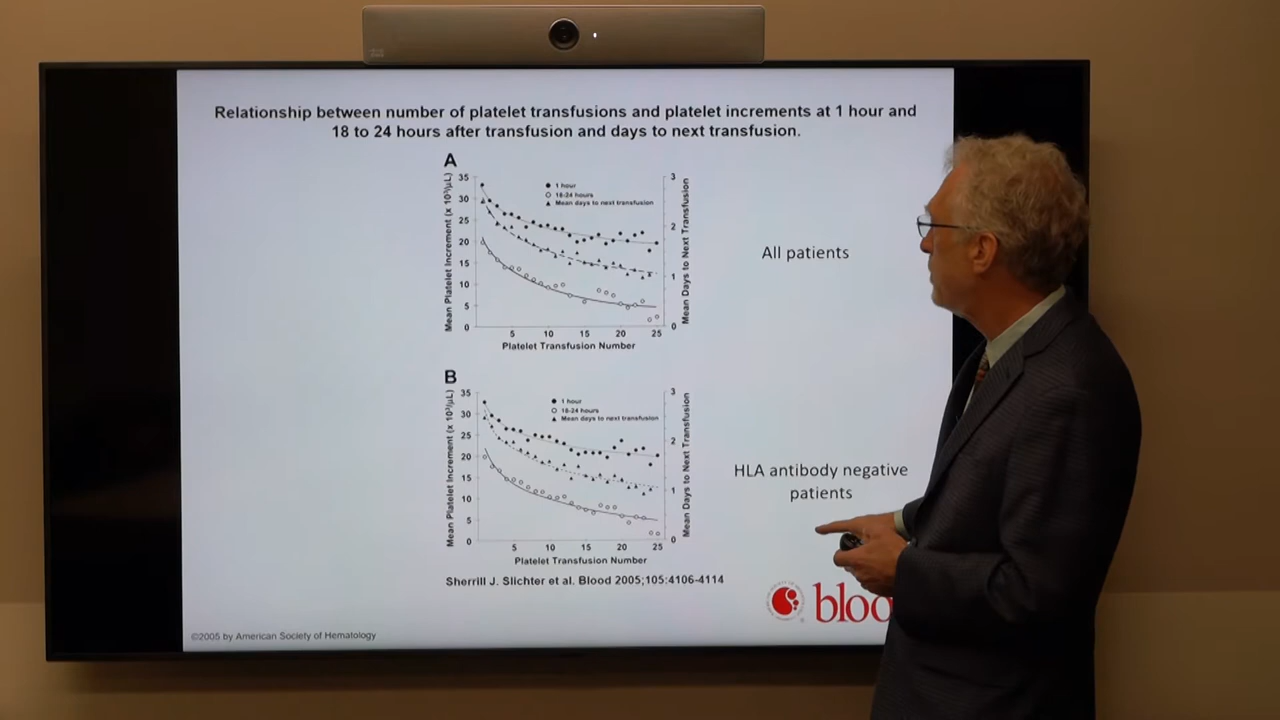 Relationship between number of platelet transfusions and platelet increments at 1 hour and
18 to 24 hours after transfusion and days to next transfusion.
A
Mean Platelet Increment (x 10³/µL)
35
30
25
20
15
10
5
0
1 hour
18-24 hours
Mean days to next transfusion
3
2
1
0
Mean Days to Next Transfusion
5 10 15 20 25
Platelet Transfusion Number
All patients
B
Mean Platelet Increment (x 10³/µL)
35
30
25
20
15
10
5
0
1 hour
18-24 hours
Mean days to next transfusion
3
2
1
0
Mean Days to Next Transfusion
5 10 15 20 25
Platelet Transfusion Number
HLA antibody negative
patients
Sherrill J. Slichter et al. Blood 2005;105:4106-4114
bloo
©2005 by American Society of Hematology